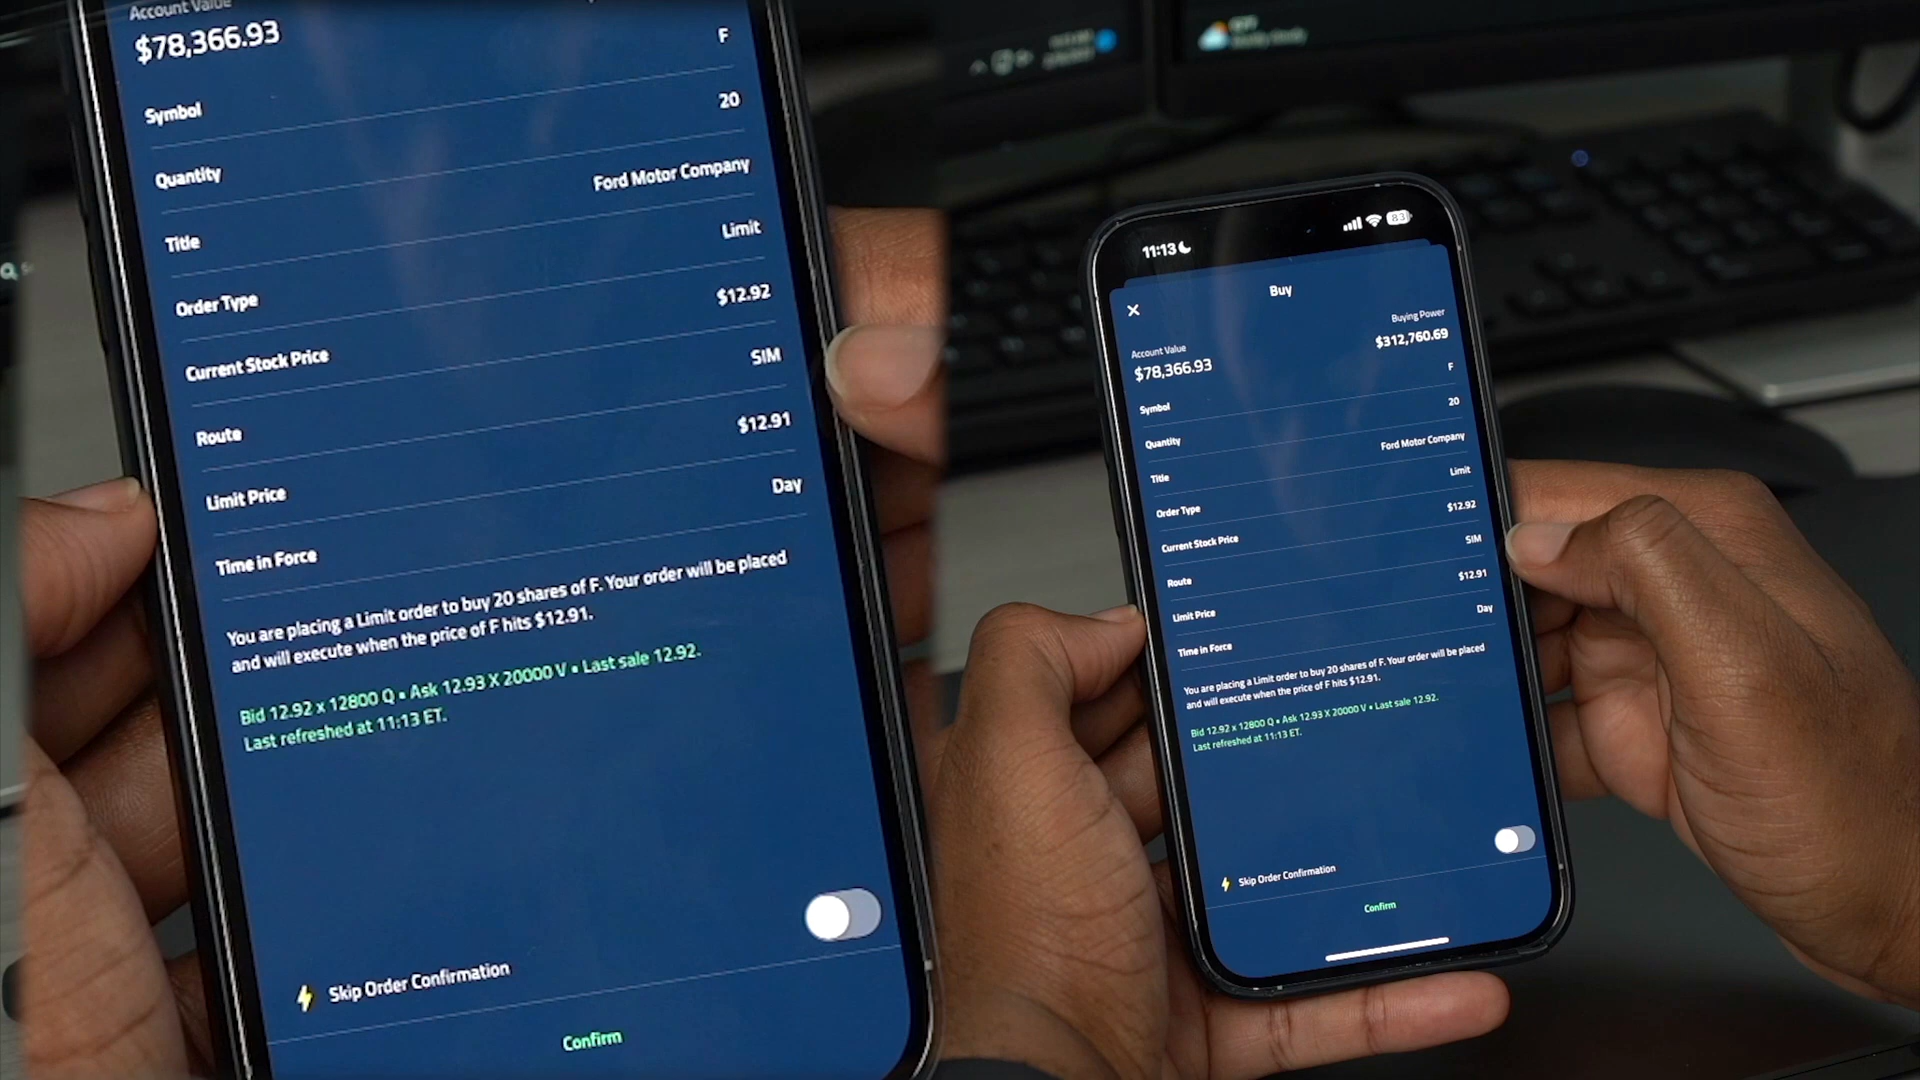 Account Value
$78,366.93
F
Symbol
20
Quantity
Ford Motor Company
Title
Limit
Order Type
$12.92
Current Stock Price
SIM
Route
$12.91
Limit Price
Day
Time in Force
You are placing a Limit order to buy 20 shares of F. Your order will be placed
and will execute when the price of F hits $12.91.
Bid 12.92 x 12800 Q • Ask 12.93 X 20000 V • Last sale 12.92.
Last refreshed at 11:13 ET.
Skip Order Confirmation
Confirm
11:13
83
Buy
Buying Power
$312,760.69
Account Value
$78,366.93
F
Symbol
20
Quantity
Ford Motor Company
Title
Limit
Order Type
$12.92
Current Stock Price
SIM
Route
$12.91
Limit Price
Day
Time in Force
You are placing a Limit order to buy 20 shares of F. Your order will be placed
and will execute when the price of F hits $12.91.
Bid 12.92 x 12800 Q • Ask 12.93 X 20000 V • Last sale 12.92.
Last refreshed at 11:13 ET.
Skip Order Confirmation
Confirm